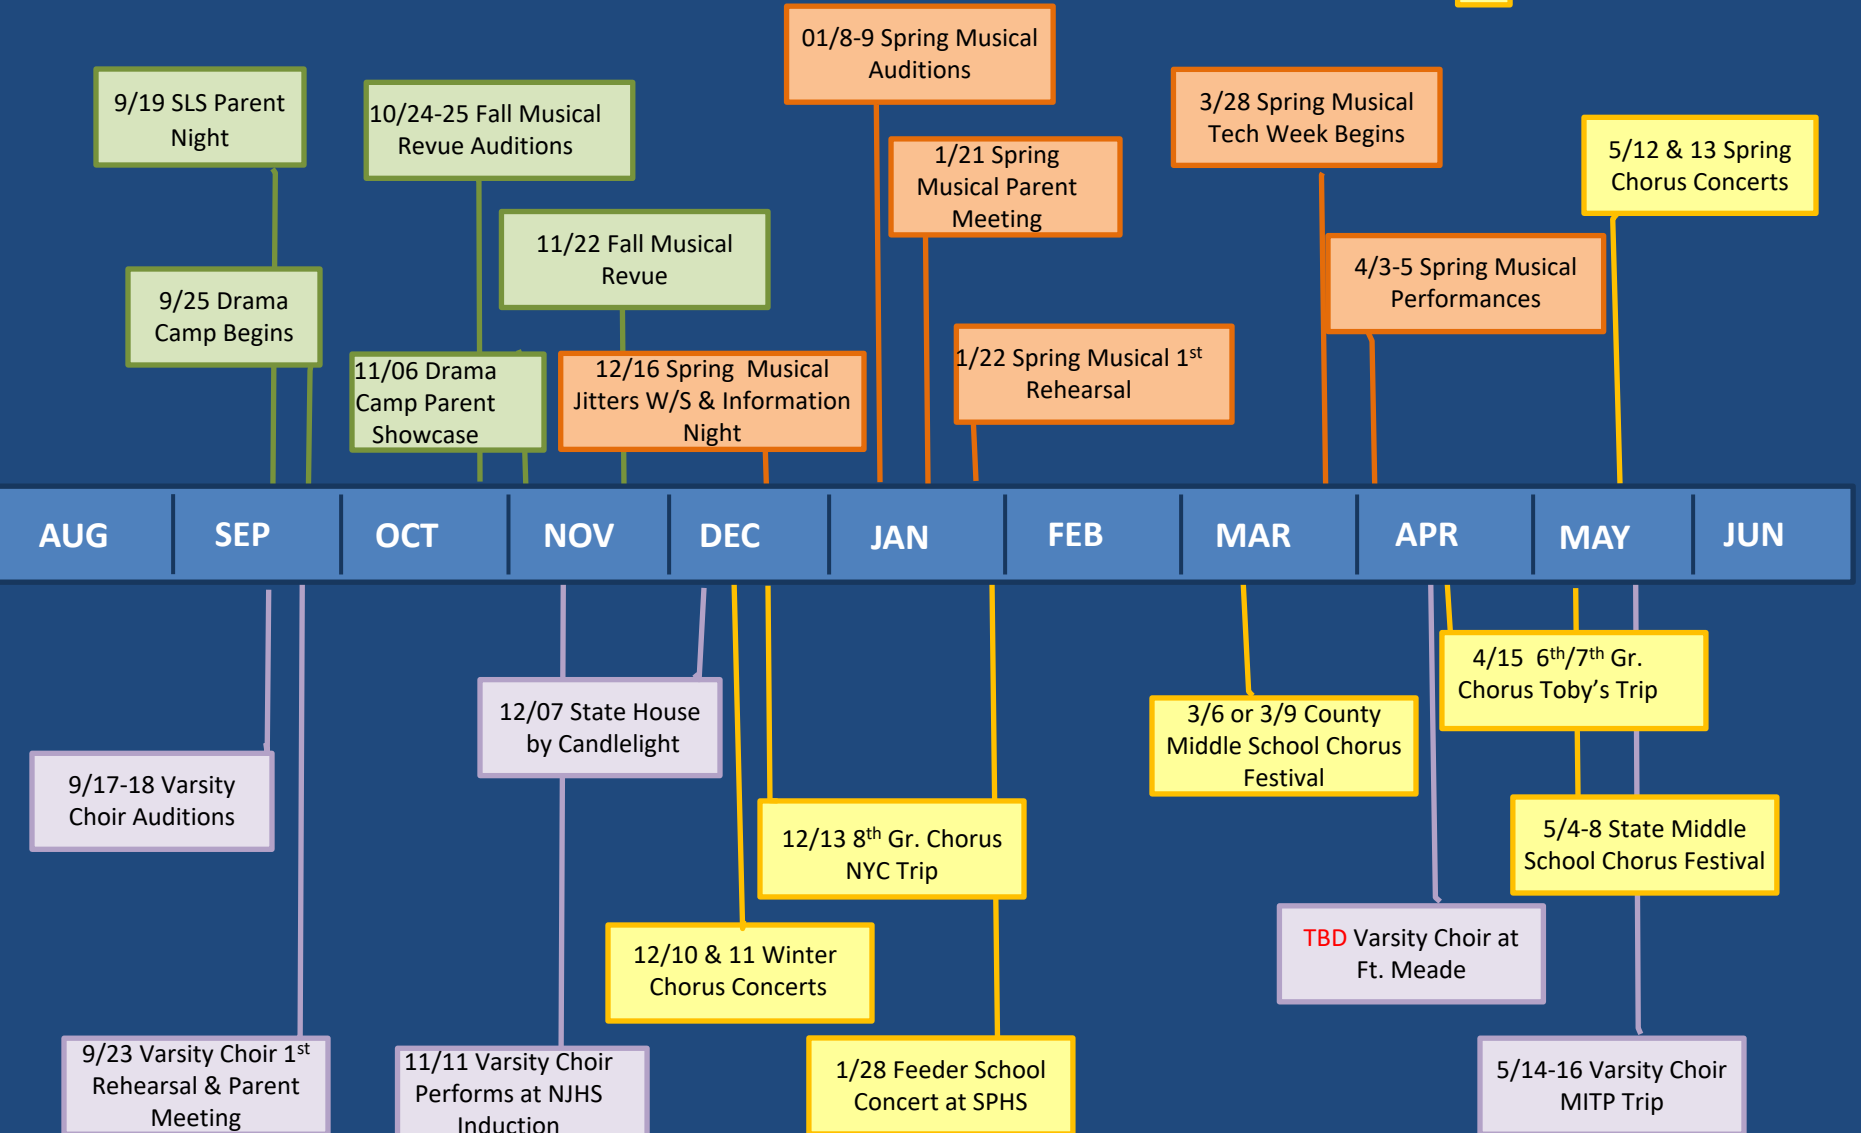 01/8-9 Spring Musical
Auditions
9/19 SLS Parent
Night
10/24-25 Fall Musical
Revue Auditions
3/28 Spring Musical
Tech Week Begins
1/21 Spring
Musical Parent
Meeting
5/12 & 13 Spring
Chorus Concerts
11/22 Fall Musical
Revue
4/3-5 Spring Musical
Performances
9/25 Drama
Camp Begins
11/06 Drama
Camp Parent
Showcase
12/16 Spring  Musical
Jitters W/S & Information
Night
1/22 Spring Musical 1st
Rehearsal
AUG SEP OCT NOV DEC JAN FEB MAR APR MAY JUN
4/15  6th/7th Gr.
Chorus Toby’s Trip
12/07 State House
by Candlelight
3/6 or 3/9 County
Middle School Chorus
Festival
9/17-18 Varsity
Choir Auditions
12/13 8th Gr. Chorus
NYC Trip
5/4-8 State Middle
School Chorus Festival
TBD Varsity Choir at
Ft. Meade
12/10 & 11 Winter
Chorus Concerts
9/23 Varsity Choir 1st
Rehearsal & Parent
Meeting
11/11 Varsity Choir
Performs at NJHS
Induction
1/28 Feeder School
Concert at SPHS
5/14-16 Varsity Choir
MITP Trip